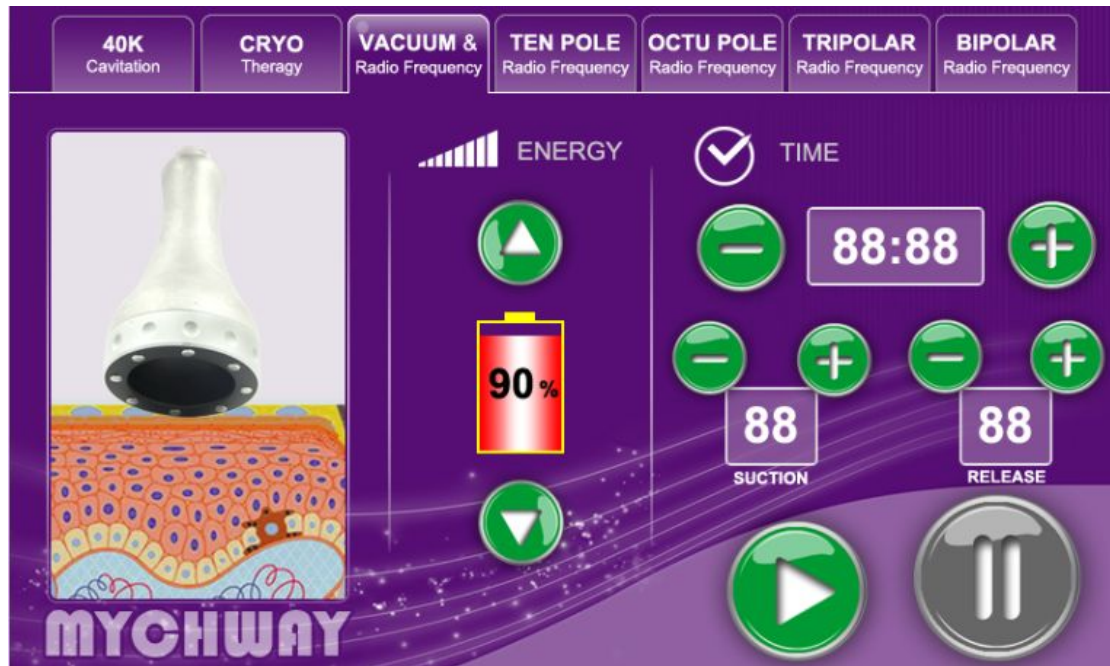 40K
Cavitation
CRYO
Theragy
VACUUM &
Radio Frequency
TEN POLE
Radio Frequency
OCTU POLE
Radio Frequency
TRIPOLAR
Radio Frequency
BIPOLAR
Radio Frequency
ENERGY
TIME
88:88
90 %
88
88
SUCTION
RELEASE
MYCHWAY